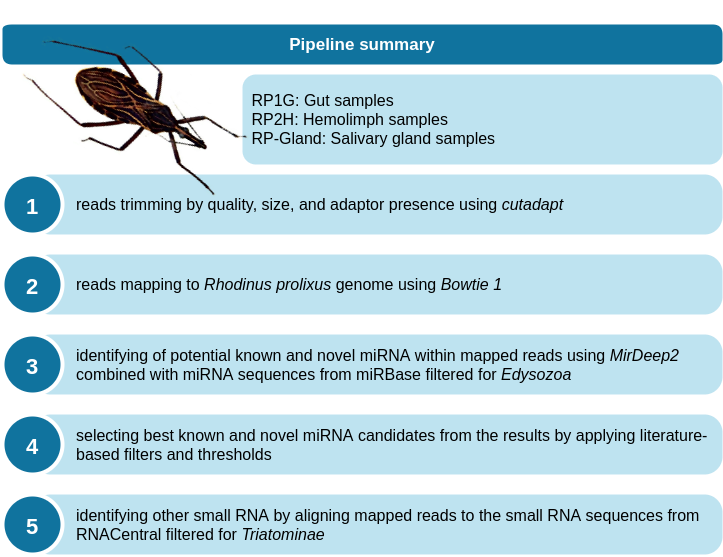 Pipeline summary
RP1G: Gut samples
RP2H: Hemolimph samples
RP-Gland: Salivary gland samples
1
reads trimming by quality, size, and adaptor presence using cutadapt
2
reads mapping to Rhodinus prolixus genome using Bowtie 1
3
identifying of potential known and novel miRNA within mapped reads using MirDeep2
combined with miRNA sequences from miRBase filtered for Edysozoa
4
selecting best known and novel miRNA candidates from the results by applying literature-
based filters and thresholds
5
identifying other small RNA by aligning mapped reads to the small RNA sequences from
RNACentral filtered for Triatominae